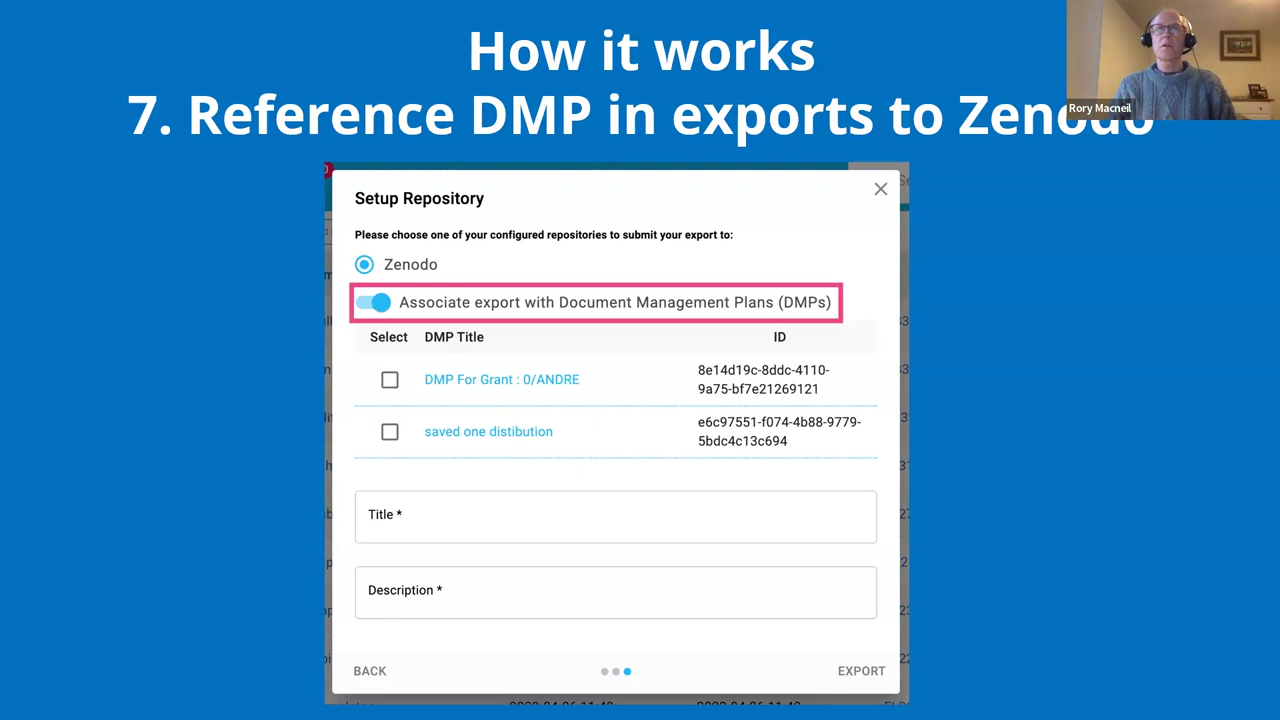 How it works
7. Reference DMP in exports to Zenodo
Rory Macneil
Setup Repository
Please choose one of your configured repositories to submit your export to:
Zenodo
Associate export with Document Management Plans (DMPs)
Select DMP Title ID
DMP For Grant : 0/ANDRE 8e14d19c-8ddc-4110-
9a75-bf7e21269121
saved one distibution e6c97551-f074-4b88-9779-
5bdc4c13c694
Title *
Description *
BACK EXPORT